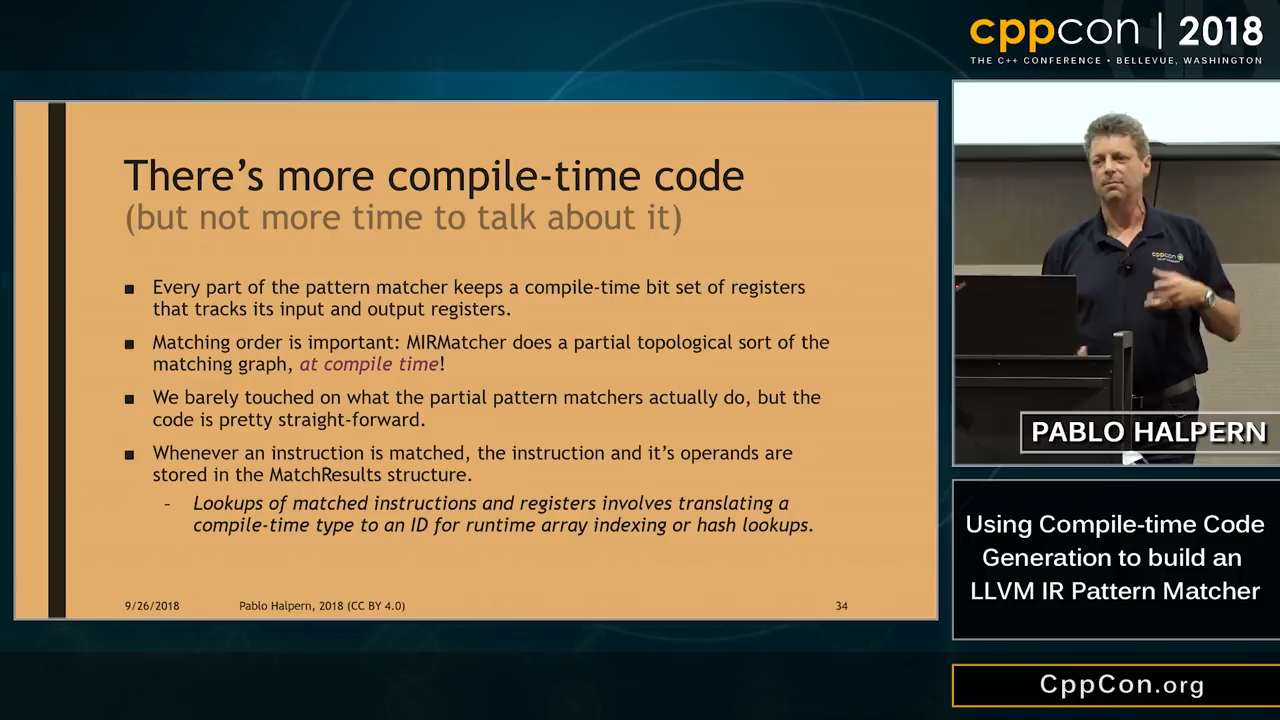 cppcon | 2018
THE C++ CONFERENCE • BELLEVUE, WASHINGTON
There's more compile-time code
(but not more time to talk about it)
Every part of the pattern matcher keeps a compile-time bit set of registers
that tracks its input and output registers.
Matching order is important: MIRMatcher does a partial topological sort of the
matching graph, at compile time!
We barely touched on what the partial pattern matchers actually do, but the
code is pretty straight-forward.
Whenever an instruction is matched, the instruction and it's operands are
stored in the MatchResults structure.
– Lookups of matched instructions and registers involves translating a
compile-time type to an ID for runtime array indexing or hash lookups.
9/26/2018 Pablo Halpern, 2018 (CC BY 4.0) 34
cppcon
PABLO HALPERN
Using Compile-time Code
Generation to build an
LLVM IR Pattern Matcher
CppCon.org